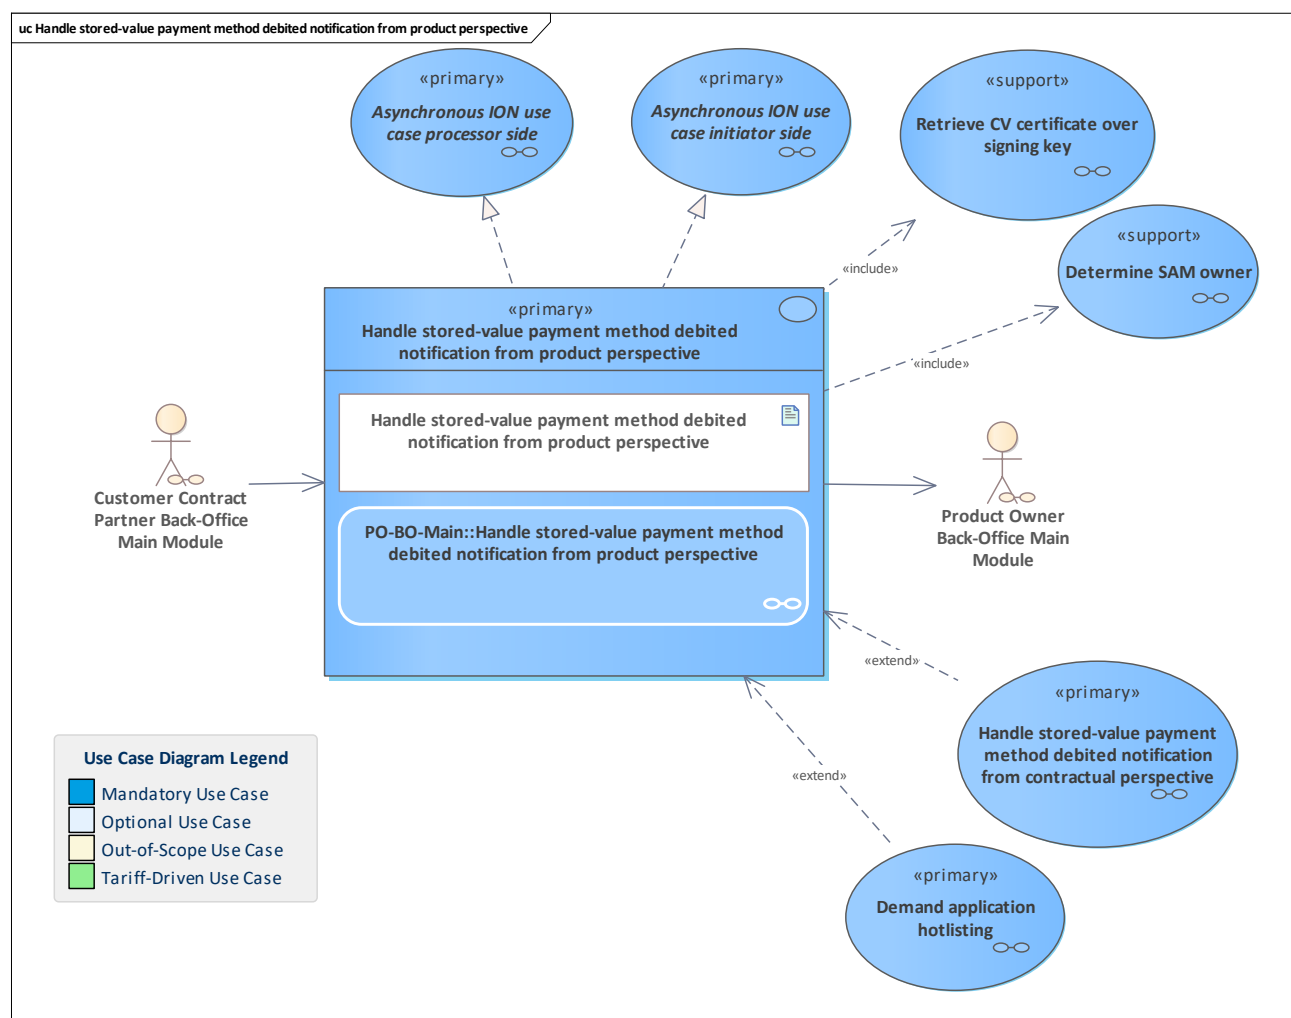 uc Handle stored-value payment method debited notification from product perspective
«primary»
Asynchronous ION use
case processor side
«primary»
Asynchronous ION use
case initiator side
«support»
Retrieve CV certificate over
signing key
«support»
Determine SAM owner
«include»
«include»
«primary»
Handle stored-value payment method debited
notification from product perspective
Handle stored-value payment method debited
notification from product perspective
PO-BO-Main::Handle stored-value payment method
debited notification from product perspective
Customer Contract
Partner Back-Office
Main Module
Product Owner
Back-Office Main
Module
«extend»
«extend»
«primary»
Handle stored-value payment
method debited notification
from contractual perspective
«primary»
Demand application
hotlisting
Use Case Diagram Legend
Mandatory Use Case
Optional Use Case
Out-of-Scope Use Case
Tariff-Driven Use Case